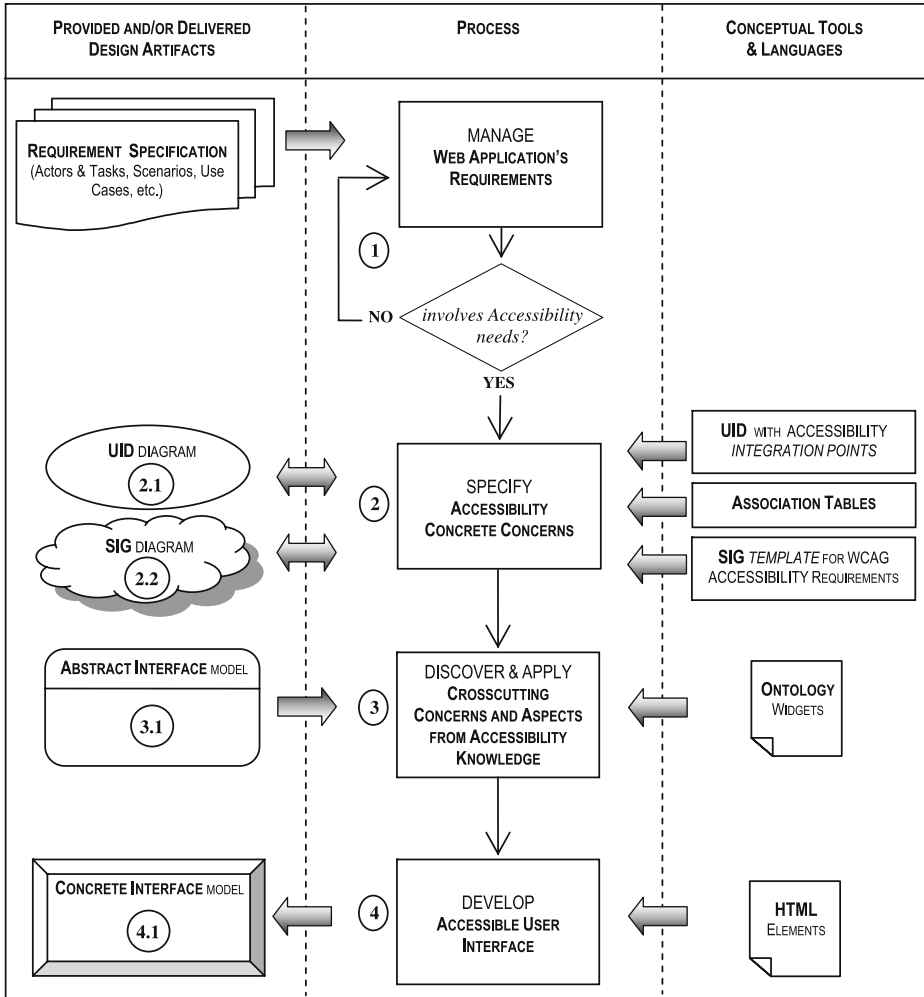 PROVIDED AND/OR DELIVERED
DESIGN ARTIFACTS
PROCESS
CONCEPTUAL TOOLS
& LANGUAGES
REQUIREMENT SPECIFICATION
(Actors & Tasks, Scenarios, Use
Cases, etc.)
MANAGE
WEB APPLICATION'S
REQUIREMENTS
1
NO
involves Accessibility
needs?
YES
UID DIAGRAM
2.1
SIG DIAGRAM
2.2
2
SPECIFY
ACCESSIBILITY
CONCRETE CONCERNS
UID WITH ACCESSIBILITY
INTEGRATION POINTS
ASSOCIATION TABLES
SIG TEMPLATE FOR WCAG
ACCESSIBILITY REQUIREMENTS
ABSTRACT INTERFACE MODEL
3.1
3
DISCOVER & APPLY
CROSSCUTTING
CONCERNS AND ASPECTS
FROM ACCESSIBILITY
KNOWLEDGE
ONTOLOGY
WIDGETS
CONCRETE INTERFACE MODEL
4.1
4
DEVELOP
ACCESSIBLE USER
INTERFACE
HTML
ELEMENTS